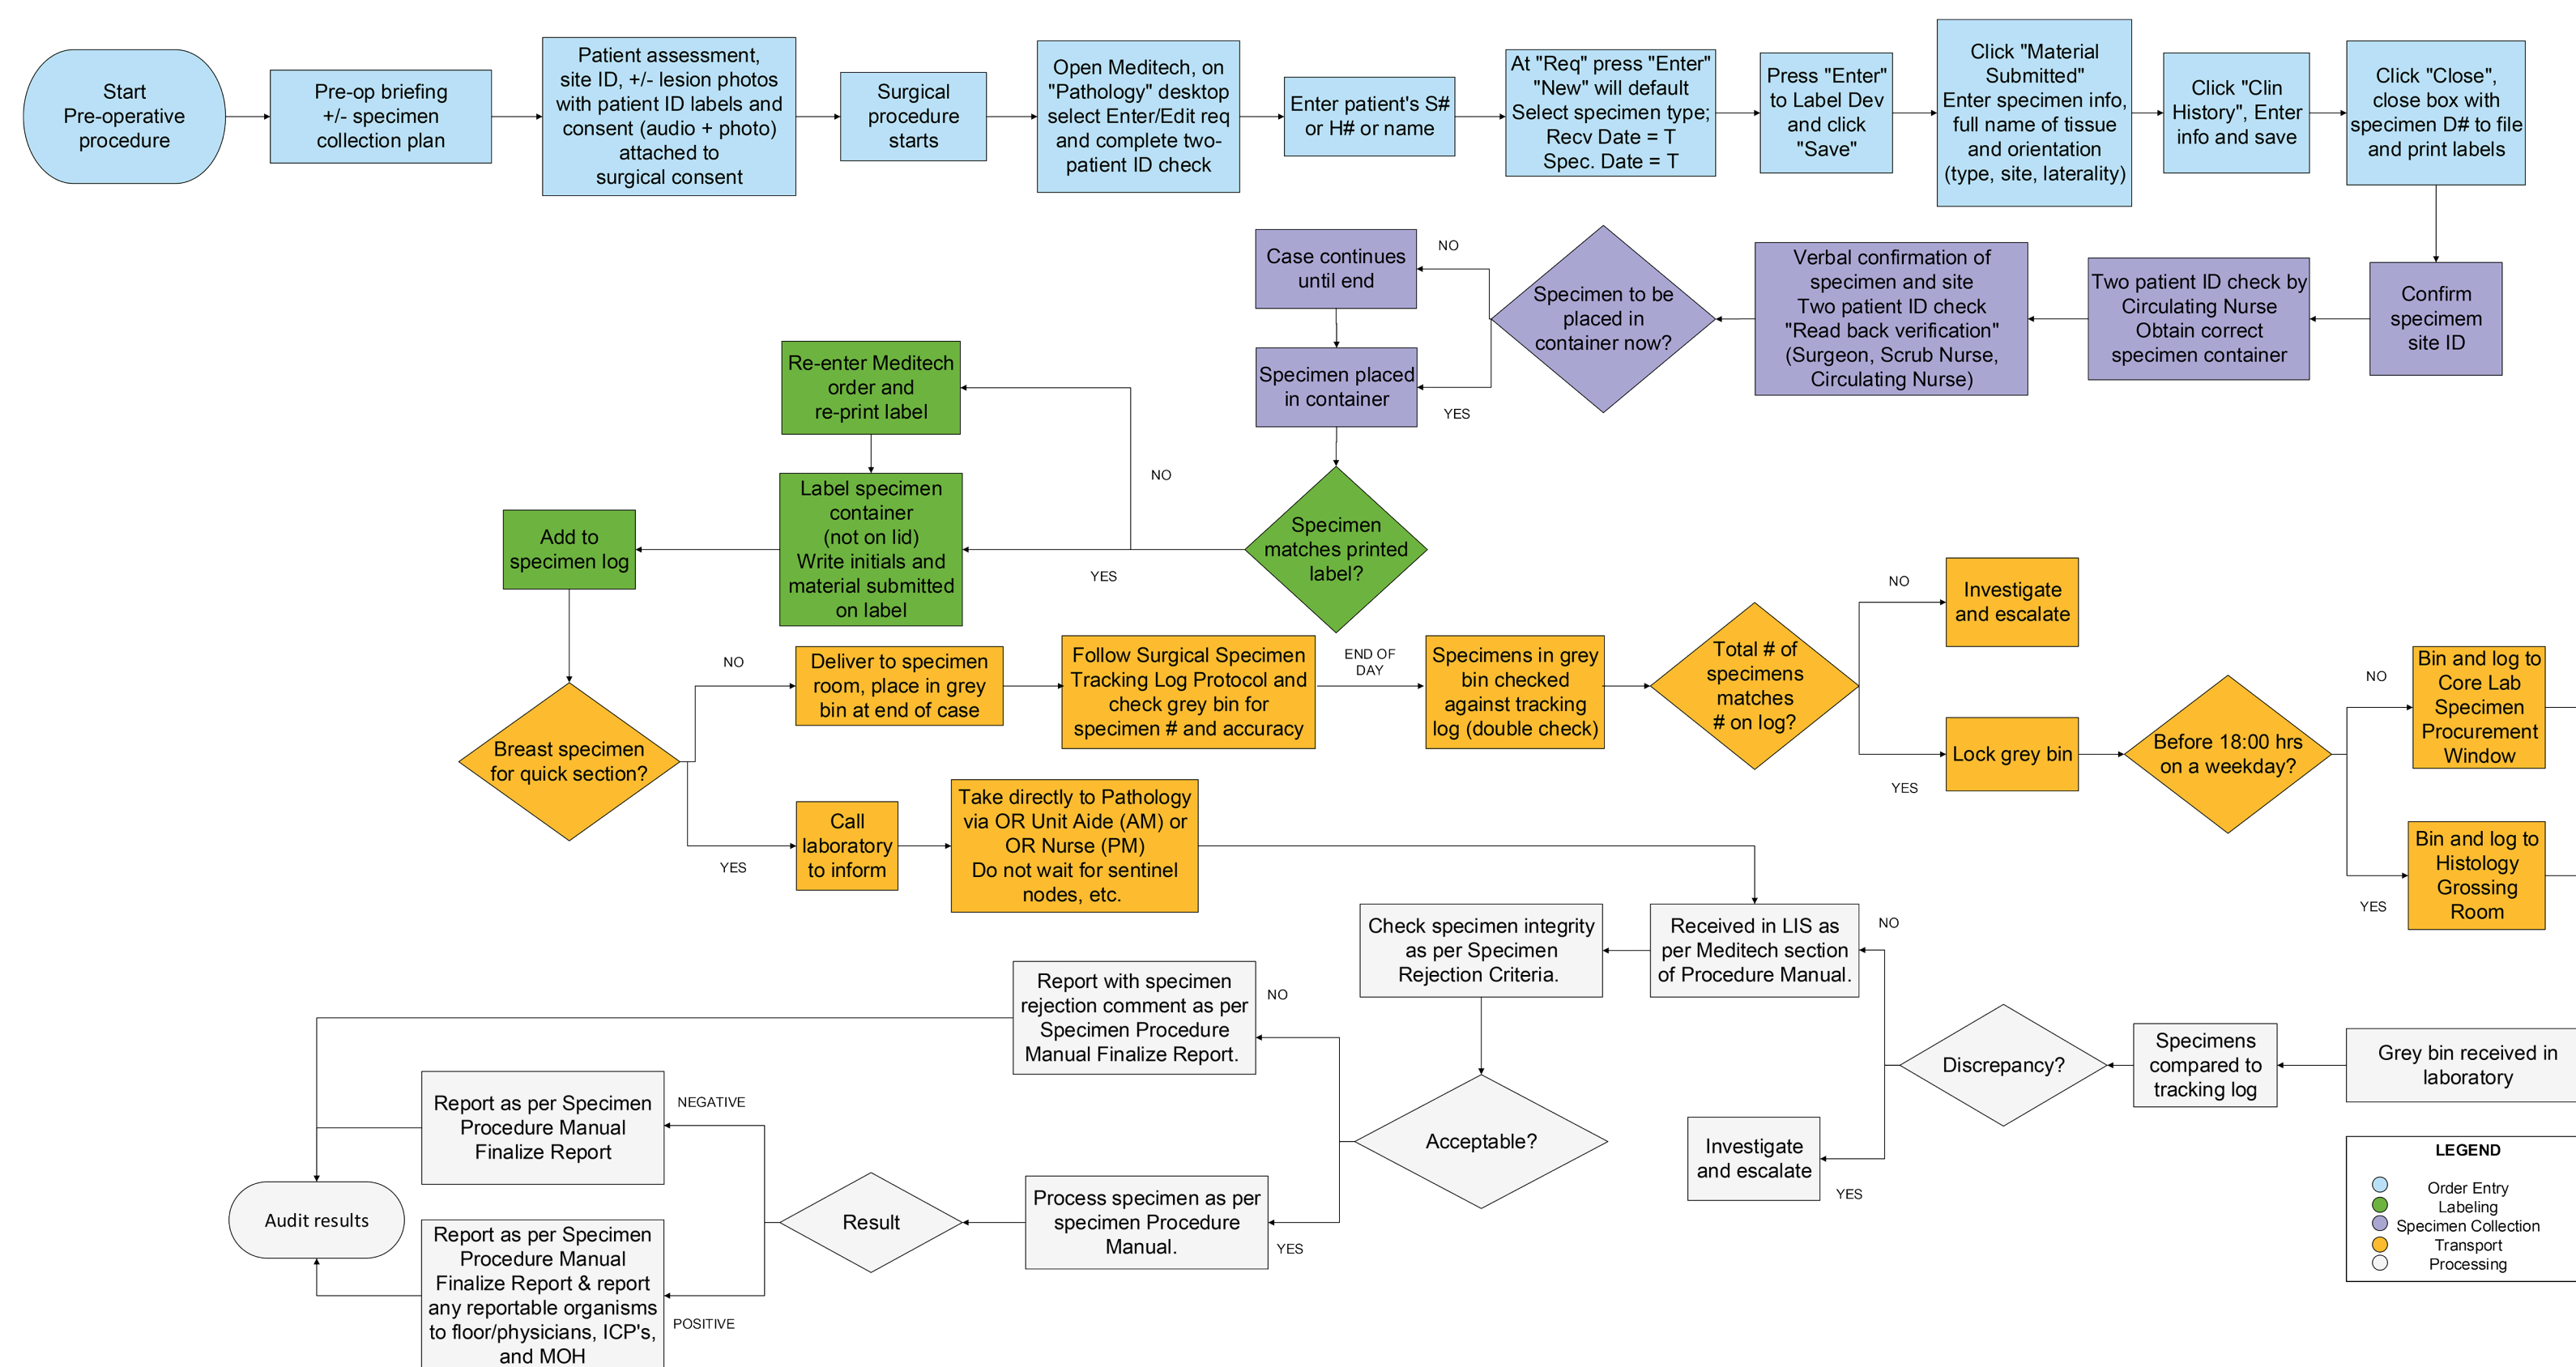 Start
Pre-operative
procedure
Pre-op briefing
+/- specimen
collection plan
Patient assessment,
site ID, +/- lesion photos
with patient ID labels and
consent (audio + photo)
attached to
surgical consent
Surgical
procedure
starts
Open Meditech, on
"Pathology" desktop
select Enter/Edit req
and complete two-
patient ID check
Enter patient's S#
or H# or name
At "Req" press "Enter"
"New" will default
Select specimen type;
Recv Date = T
Spec. Date = T
Press "Enter"
to Label Dev
and click
"Save"
Click "Material
Submitted"
Enter specimen info,
full name of tissue
and orientation
(type, site, laterality)
Click "Clin
History", Enter
info and save
Click "Close",
close box with
specimen D# to file
and print labels
Confirm
specimem
site ID
Two patient ID check by
Circulating Nurse
Obtain correct
specimen container
Verbal confirmation of
specimen and site
Two patient ID check
"Read back verification"
(Surgeon, Scrub Nurse,
Circulating Nurse)
Specimen to be
placed in
container now?
NO
Case continues
until end
YES
Specimen placed
in container
Specimen
matches printed
label?
NO
Re-enter Meditech
order and
re-print label
YES
Label specimen
container
(not on lid)
Write initials and
material submitted
on label
Add to
specimen log
Breast specimen
for quick section?
NO
Deliver to specimen
room, place in grey
bin at end of case
Follow Surgical Specimen
Tracking Log Protocol and
check grey bin for
specimen # and accuracy
END OF
DAY
Specimens in grey
bin checked
against tracking
log (double check)
Total # of
specimens
matches
# on log?
NO
Investigate
and escalate
YES
Lock grey bin
Before 18:00 hrs
on a weekday?
NO
Bin and log to
Core Lab
Specimen
Procurement
Window
YES
Bin and log to
Histology
Grossing
Room
YES
Call
laboratory
to inform
Take directly to Pathology
via OR Unit Aide (AM) or
OR Nurse (PM)
Do not wait for sentinel
nodes, etc.
Grey bin received in
laboratory
Specimens
compared to
tracking log
Discrepancy?
NO
Received in LIS as
per Meditech section
of Procedure Manual.
YES
Investigate
and escalate
Check specimen integrity
as per Specimen
Rejection Criteria.
Acceptable?
NO
Report with specimen
rejection comment as per
Specimen Procedure
Manual Finalize Report.
YES
Process specimen as per
specimen Procedure
Manual.
Result
NEGATIVE
Report as per Specimen
Procedure Manual
Finalize Report
POSITIVE
Report as per Specimen
Procedure Manual
Finalize Report & report
any reportable organisms
to floor/physicians, ICP's,
and MOH
Audit results
LEGEND
Order Entry
Labeling
Specimen Collection
Transport
Processing